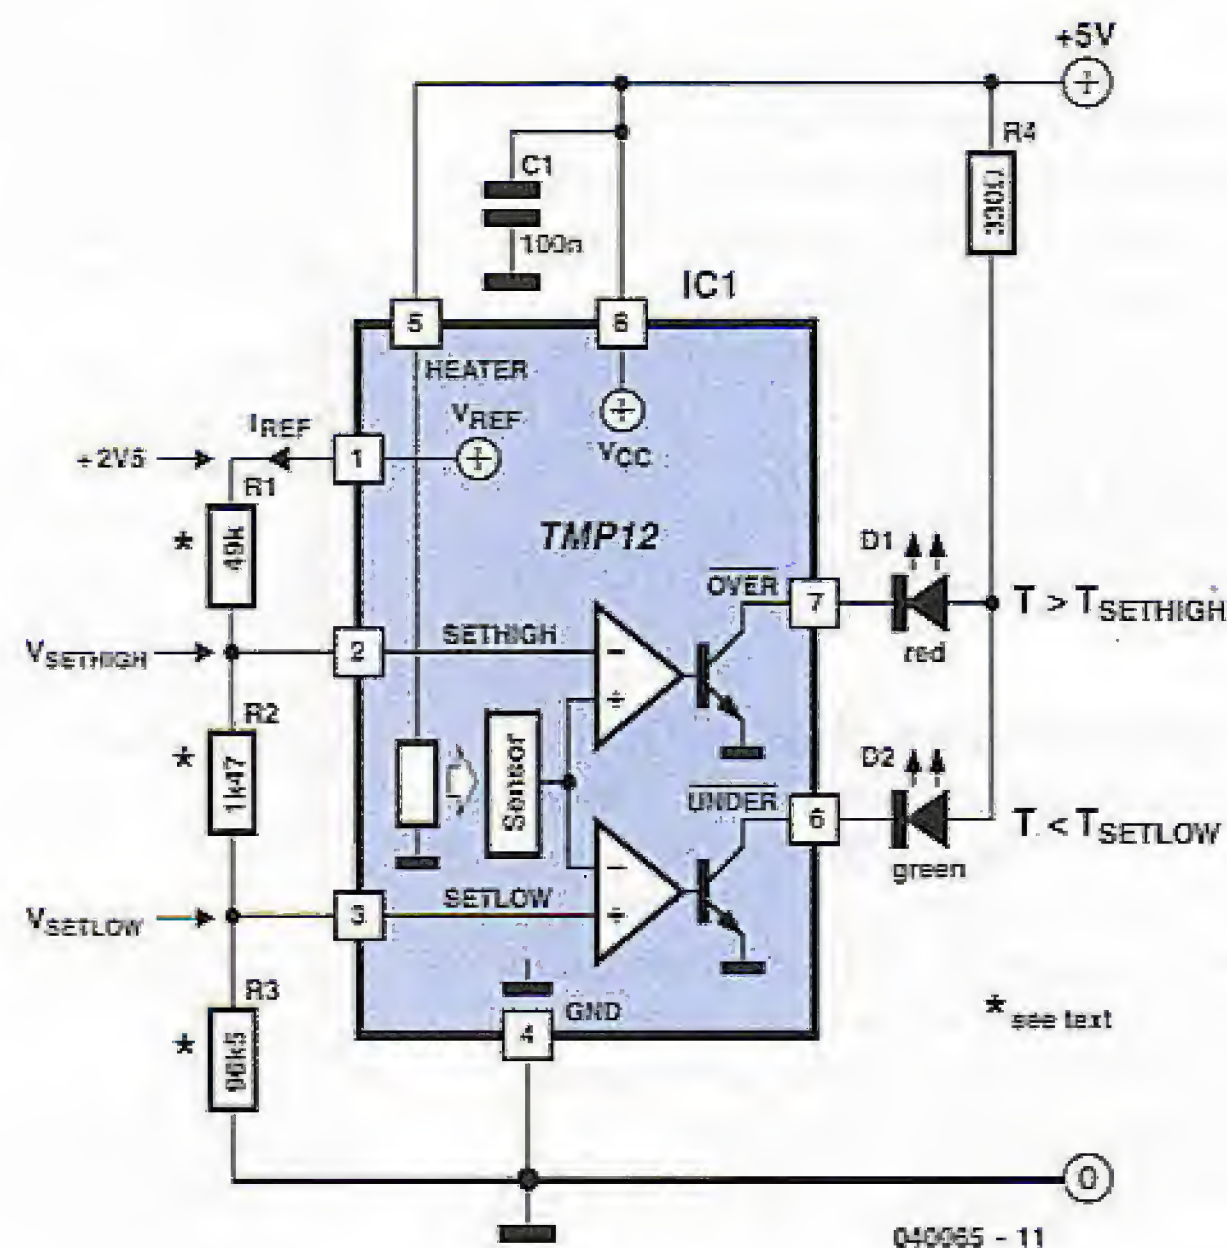 +5V
R4
330Ω
C1
100n
IC1
5
8
HEATER
IREF
VREF
+2V5
1
VCC
R1
*
49k
TMP12
D1
OVER
7
T > TSETHIGH
red
VSETHIGH
2
SETHIGH
−
+
R2
*
1k47
Sensor
D2
UNDER
6
T < TSETLOW
green
−
+
VSETLOW
3
SETLOW
R3
*
GND
4
* see text
0
040065 - 11